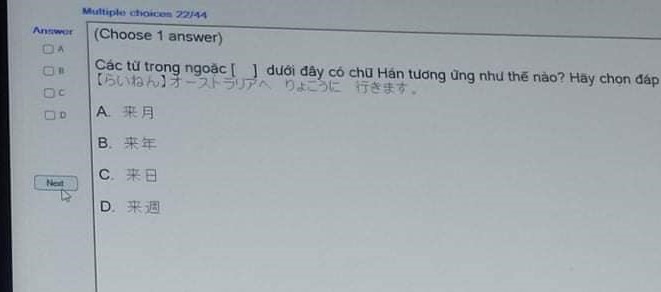 Multiple choices 22/44
Answer
(Choose 1 answer)
A
B
C
D
Các từ trong ngoặc [ ] dưới đây có chữ Hán tương ứng như thế nào? Hãy chọn đáp
【らいねん】オーストラリアへ りょこうに 行きます。
A. 来月
B. 来年
C. 来日
D. 来週
Next